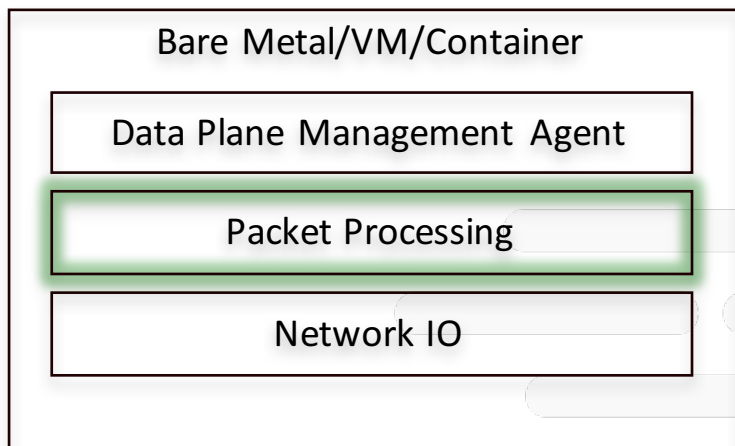 Bare Metal/VM/Container
Data Plane Management Agent
Packet Processing
Network IO